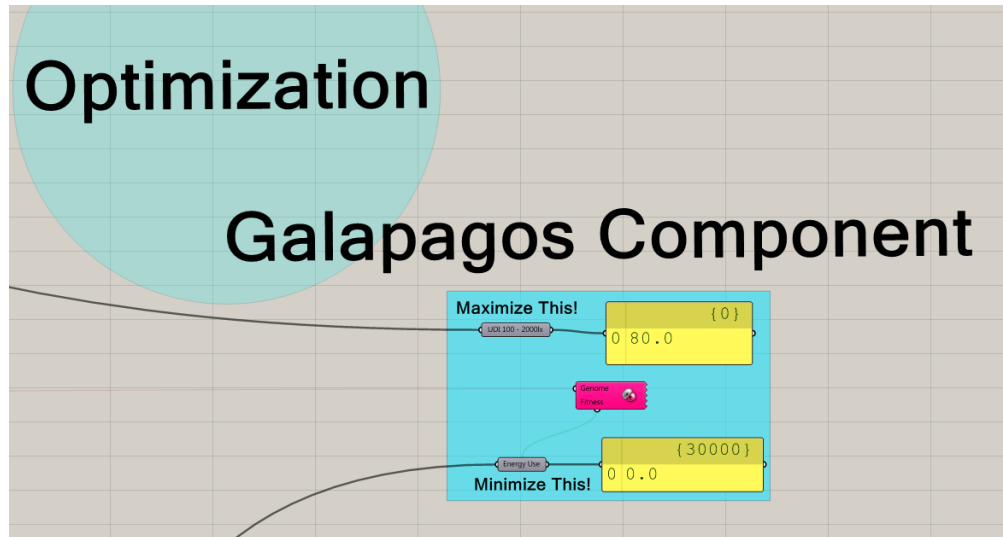 Optimization
Galapagos Component
Maximize This!
UDI 100 - 2000lx
{0}
0 80.0
Genome
Fitness
{30000}
Energy Use
0 0.0
Minimize This!